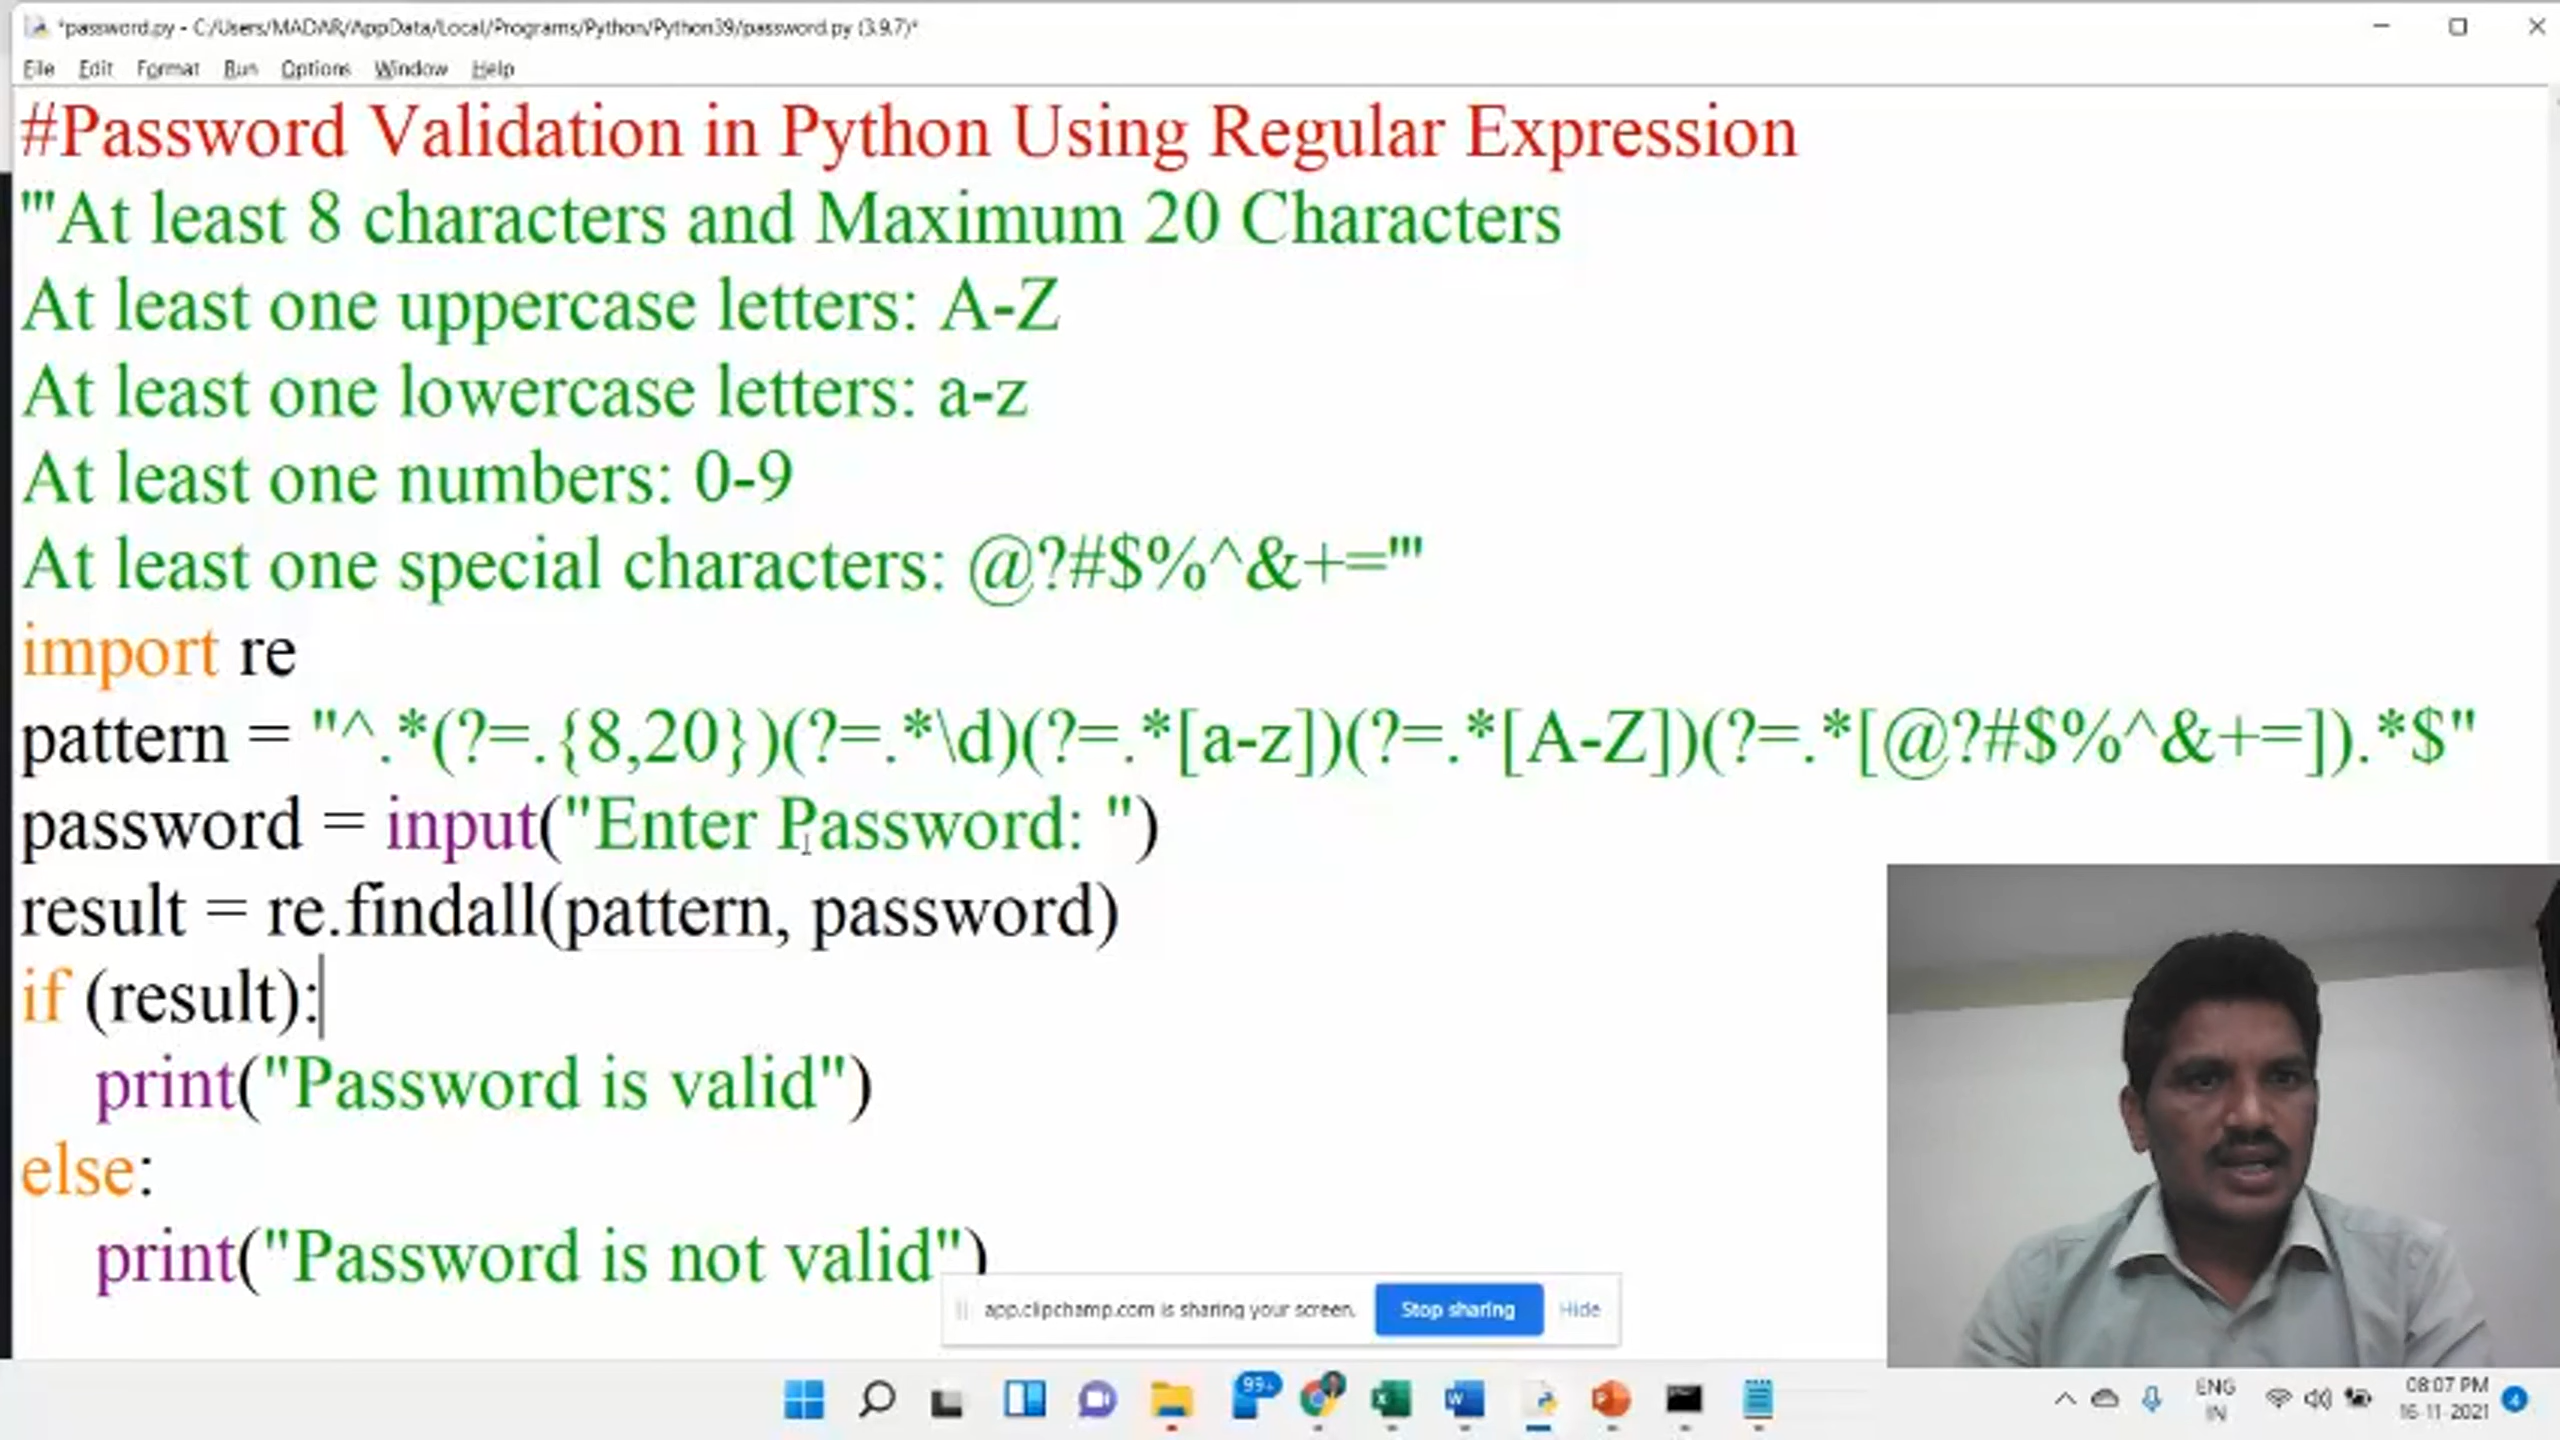 *password.py - C:/Users/MADAR/AppData/Local/Programs/Python/Python39/password.py (3.9.7)*
File Edit Format Run Options Window Help
#Password Validation in Python Using Regular Expression
'''At least 8 characters and Maximum 20 Characters
At least one uppercase letters: A-Z
At least one lowercase letters: a-z
At least one numbers: 0-9
At least one special characters: @?#$%^&+='''
import re
pattern = "^.*(?=.{8,20})(?=.*\d)(?=.*[a-z])(?=.*[A-Z])(?=.*[@?#$%^&+=]).*$"
password = input("Enter Password: ")
result = re.findall(pattern, password)
if (result):
    print("Password is valid")
else:
    print("Password is not valid")
app.clipchamp.com is sharing your screen. Stop sharing Hide
99+
ENG
IN
08:07 PM
16-11-2021
4